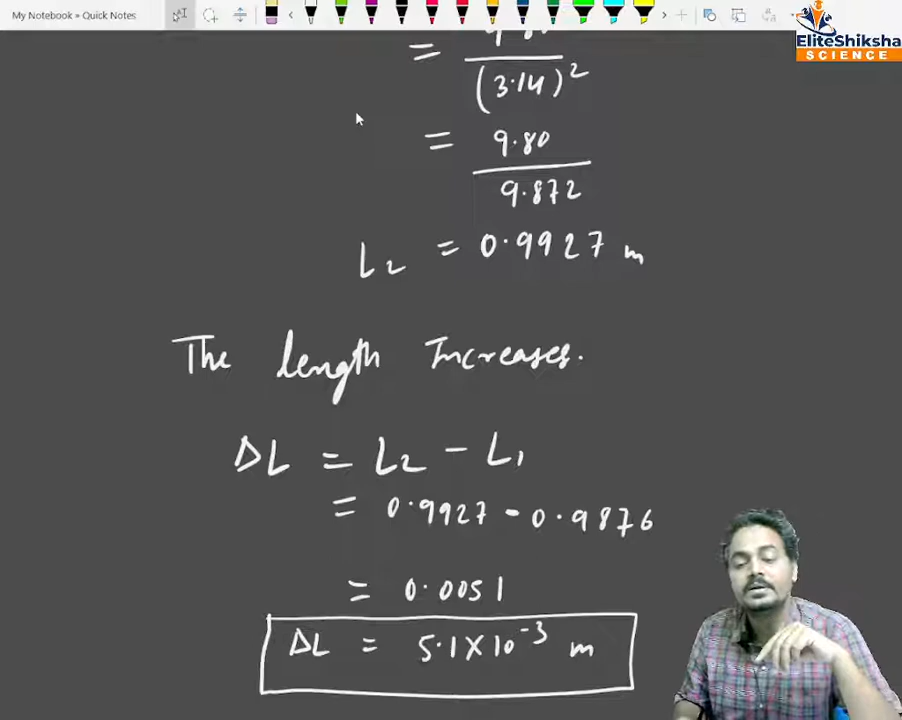 My Notebook » Quick Notes
EliteShiksha
SCIENCE
=
(3.14)²
= 9.80
9.872
L₂ = 0.9927 m
The length Increases.
ΔL = L₂ - L₁
= 0.9927 - 0.9876
= 0.0051
ΔL = 5.1×10⁻³ m